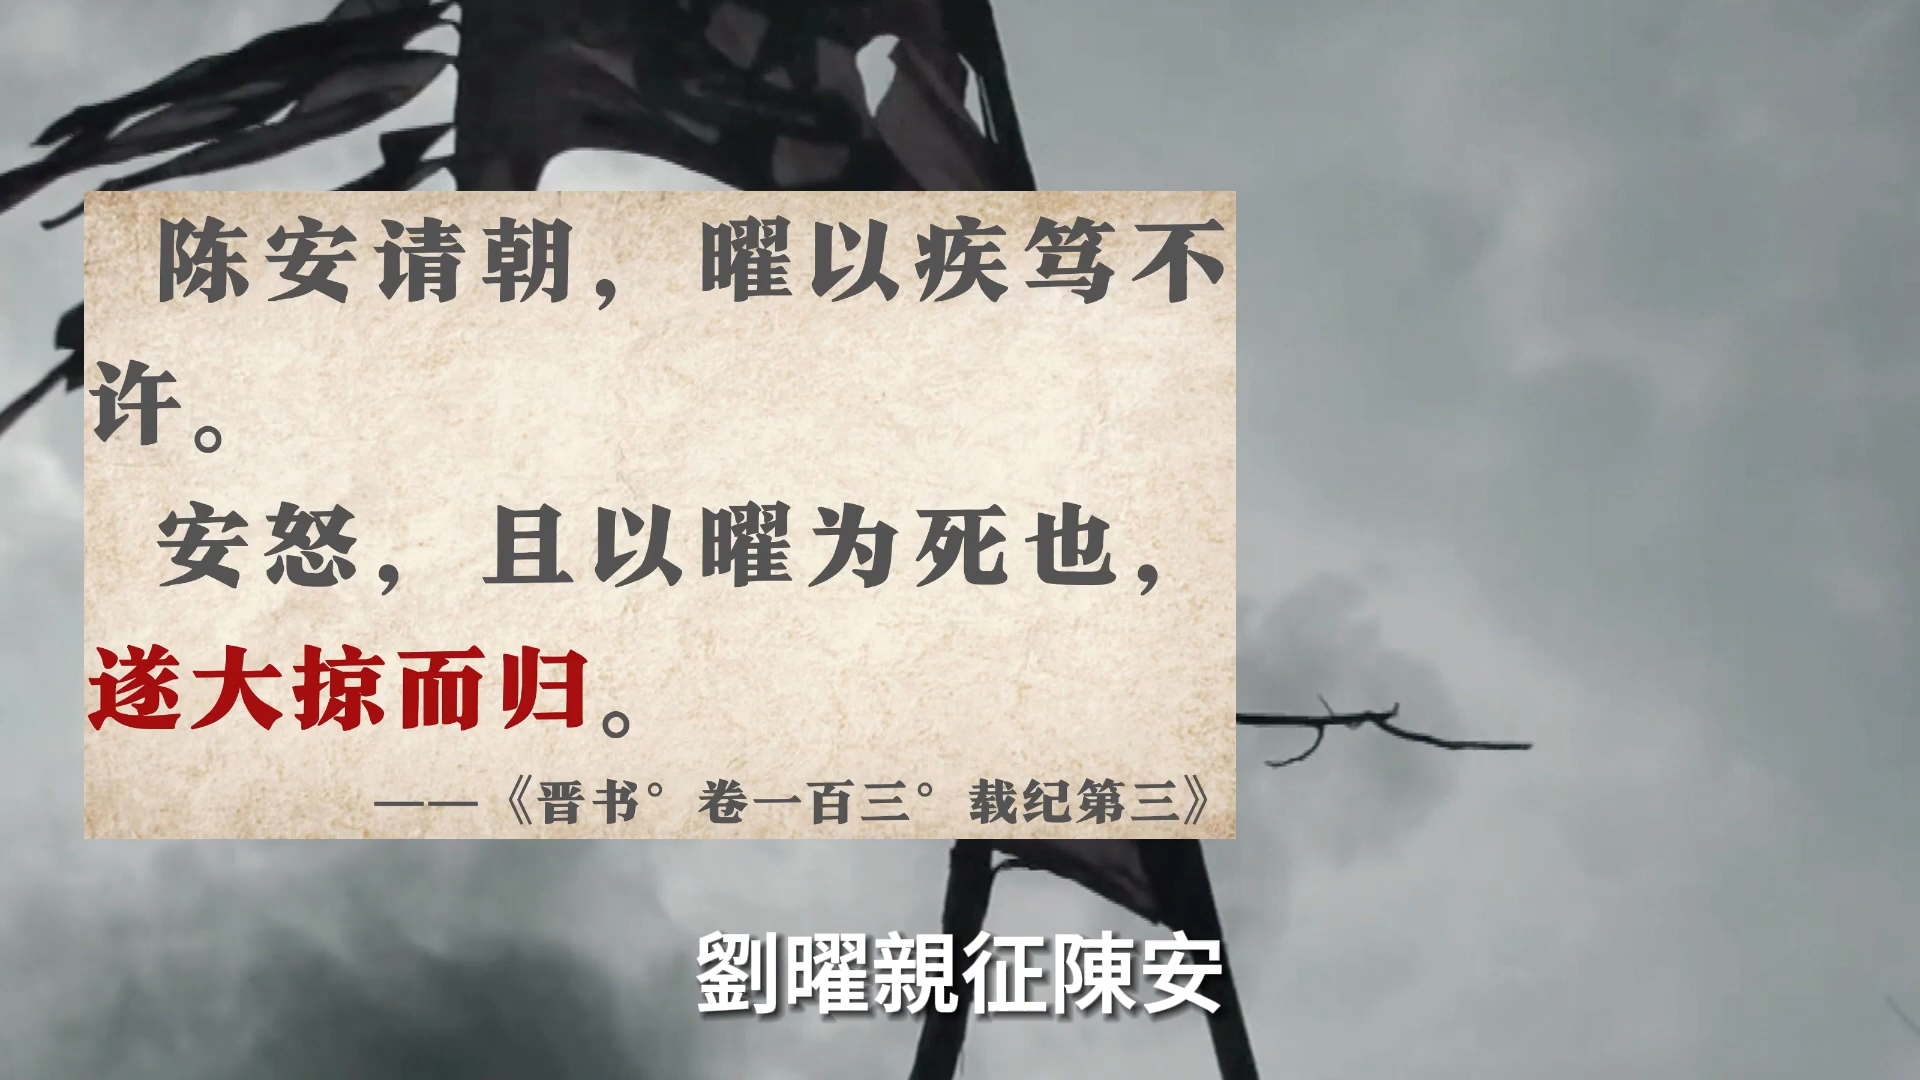 陈安请朝，曜以疾笃不
许。
安怒，且以曜为死也，
遂大掠而归。
——《晋书°卷一百三°载纪第三》
劉曜親征陳安